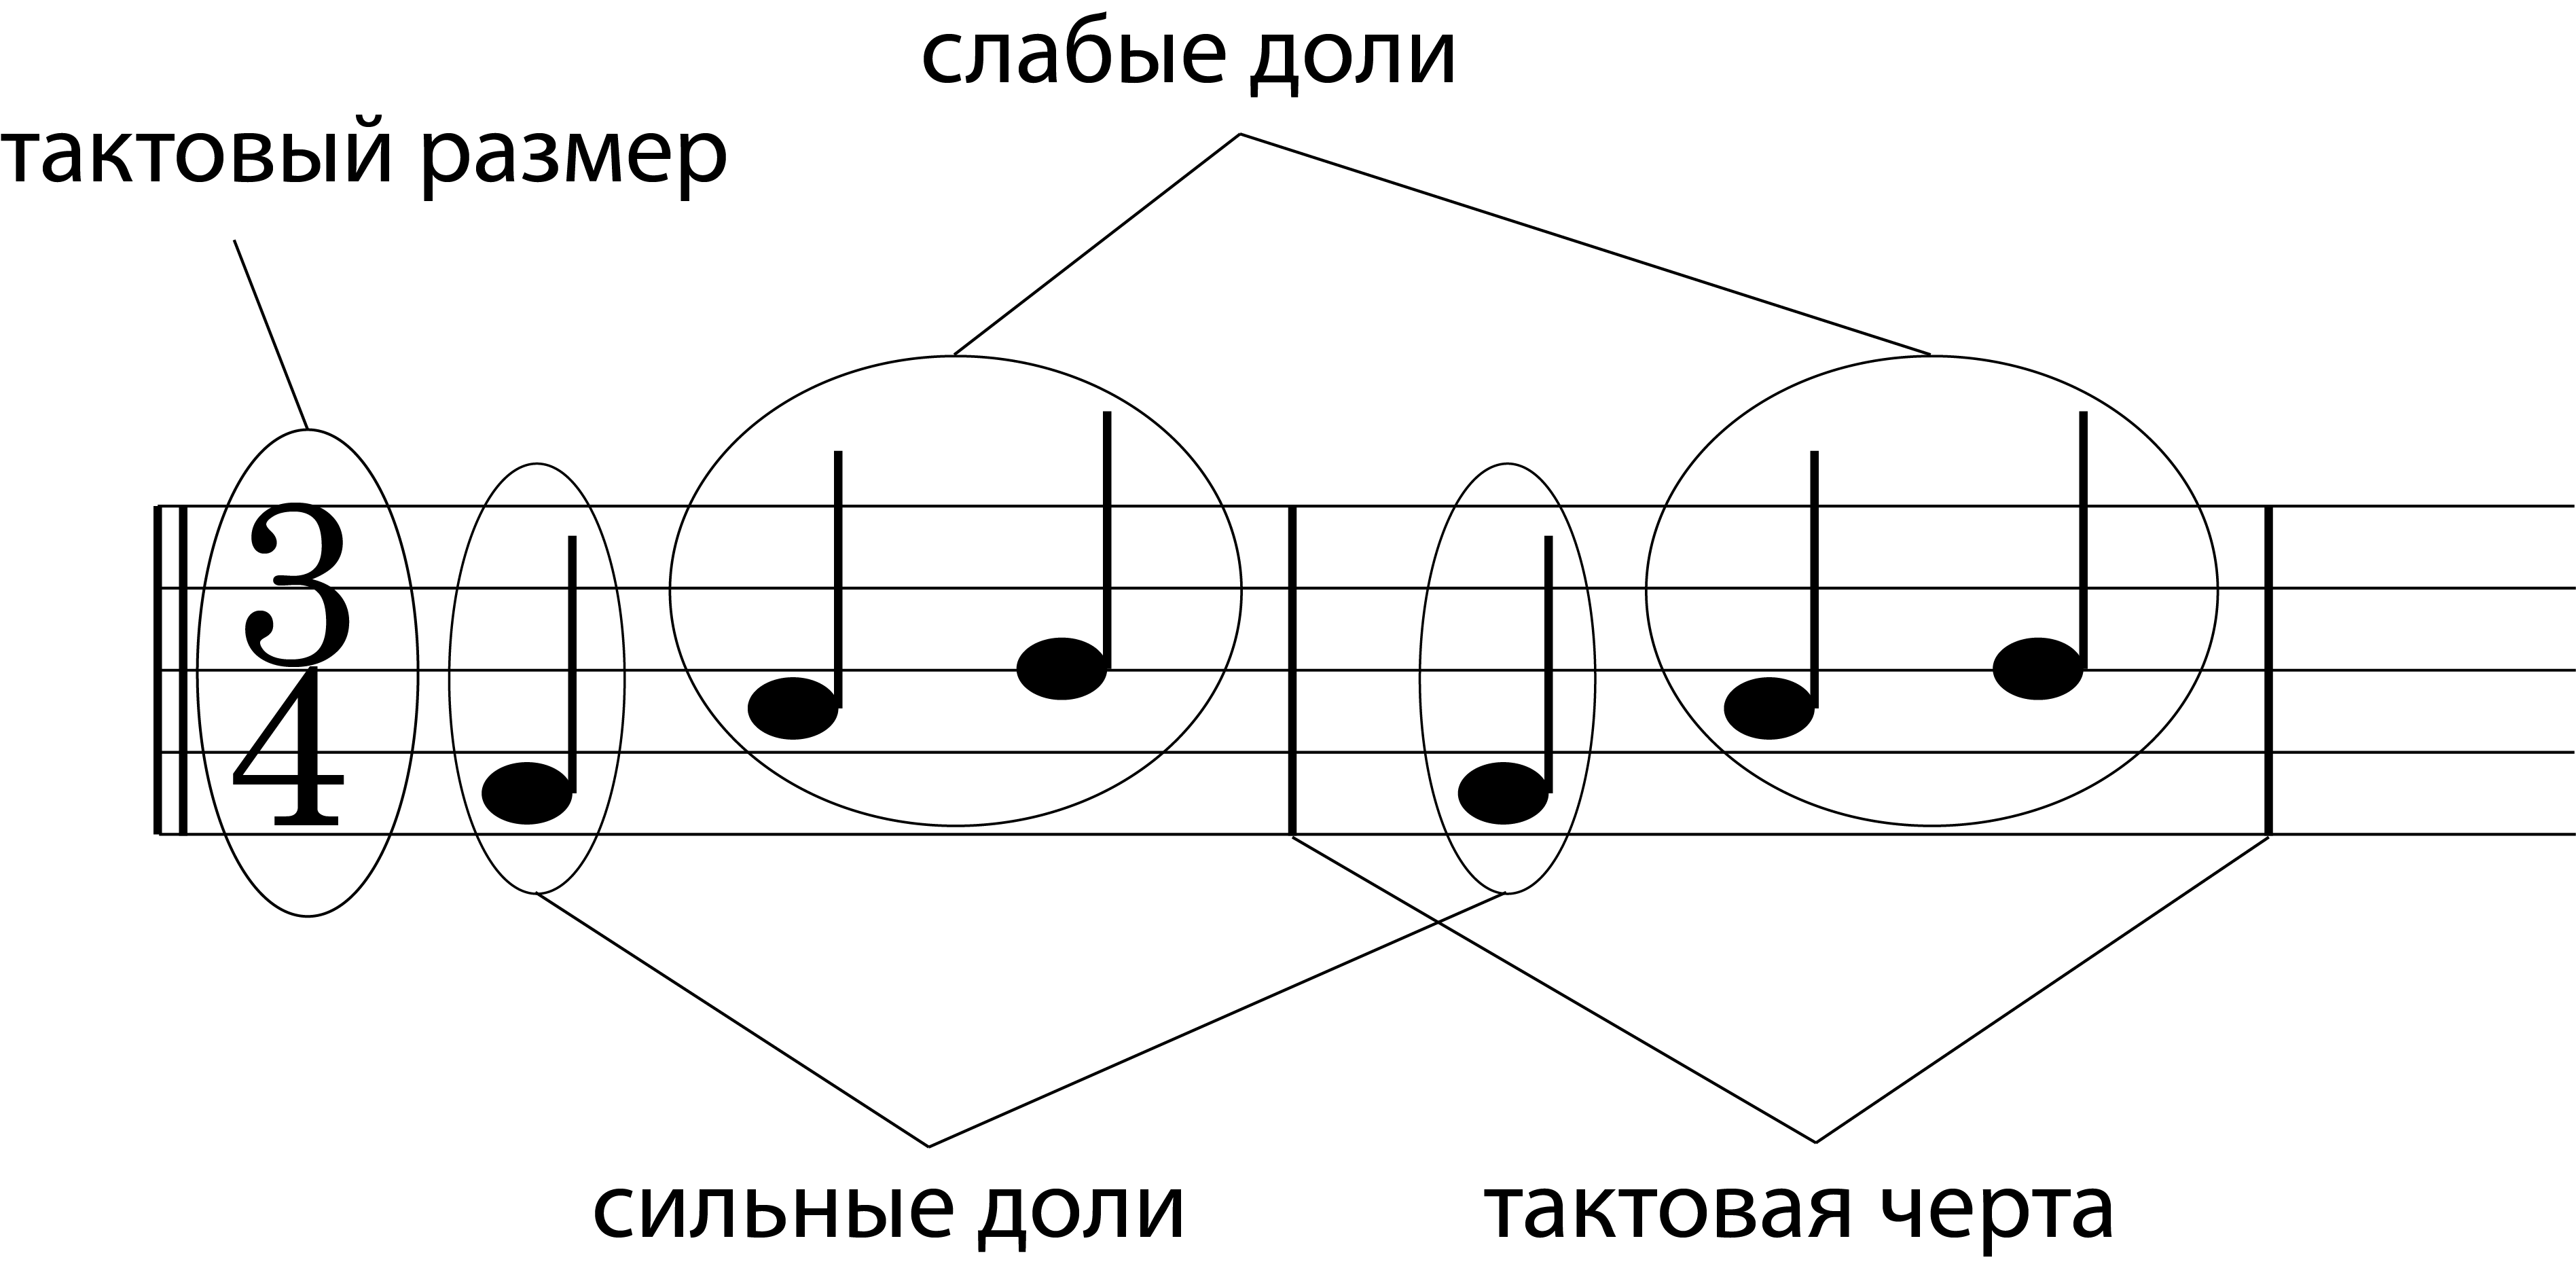 слабые доли
тактовый размер
3
4
сильные доли
тактовая черта